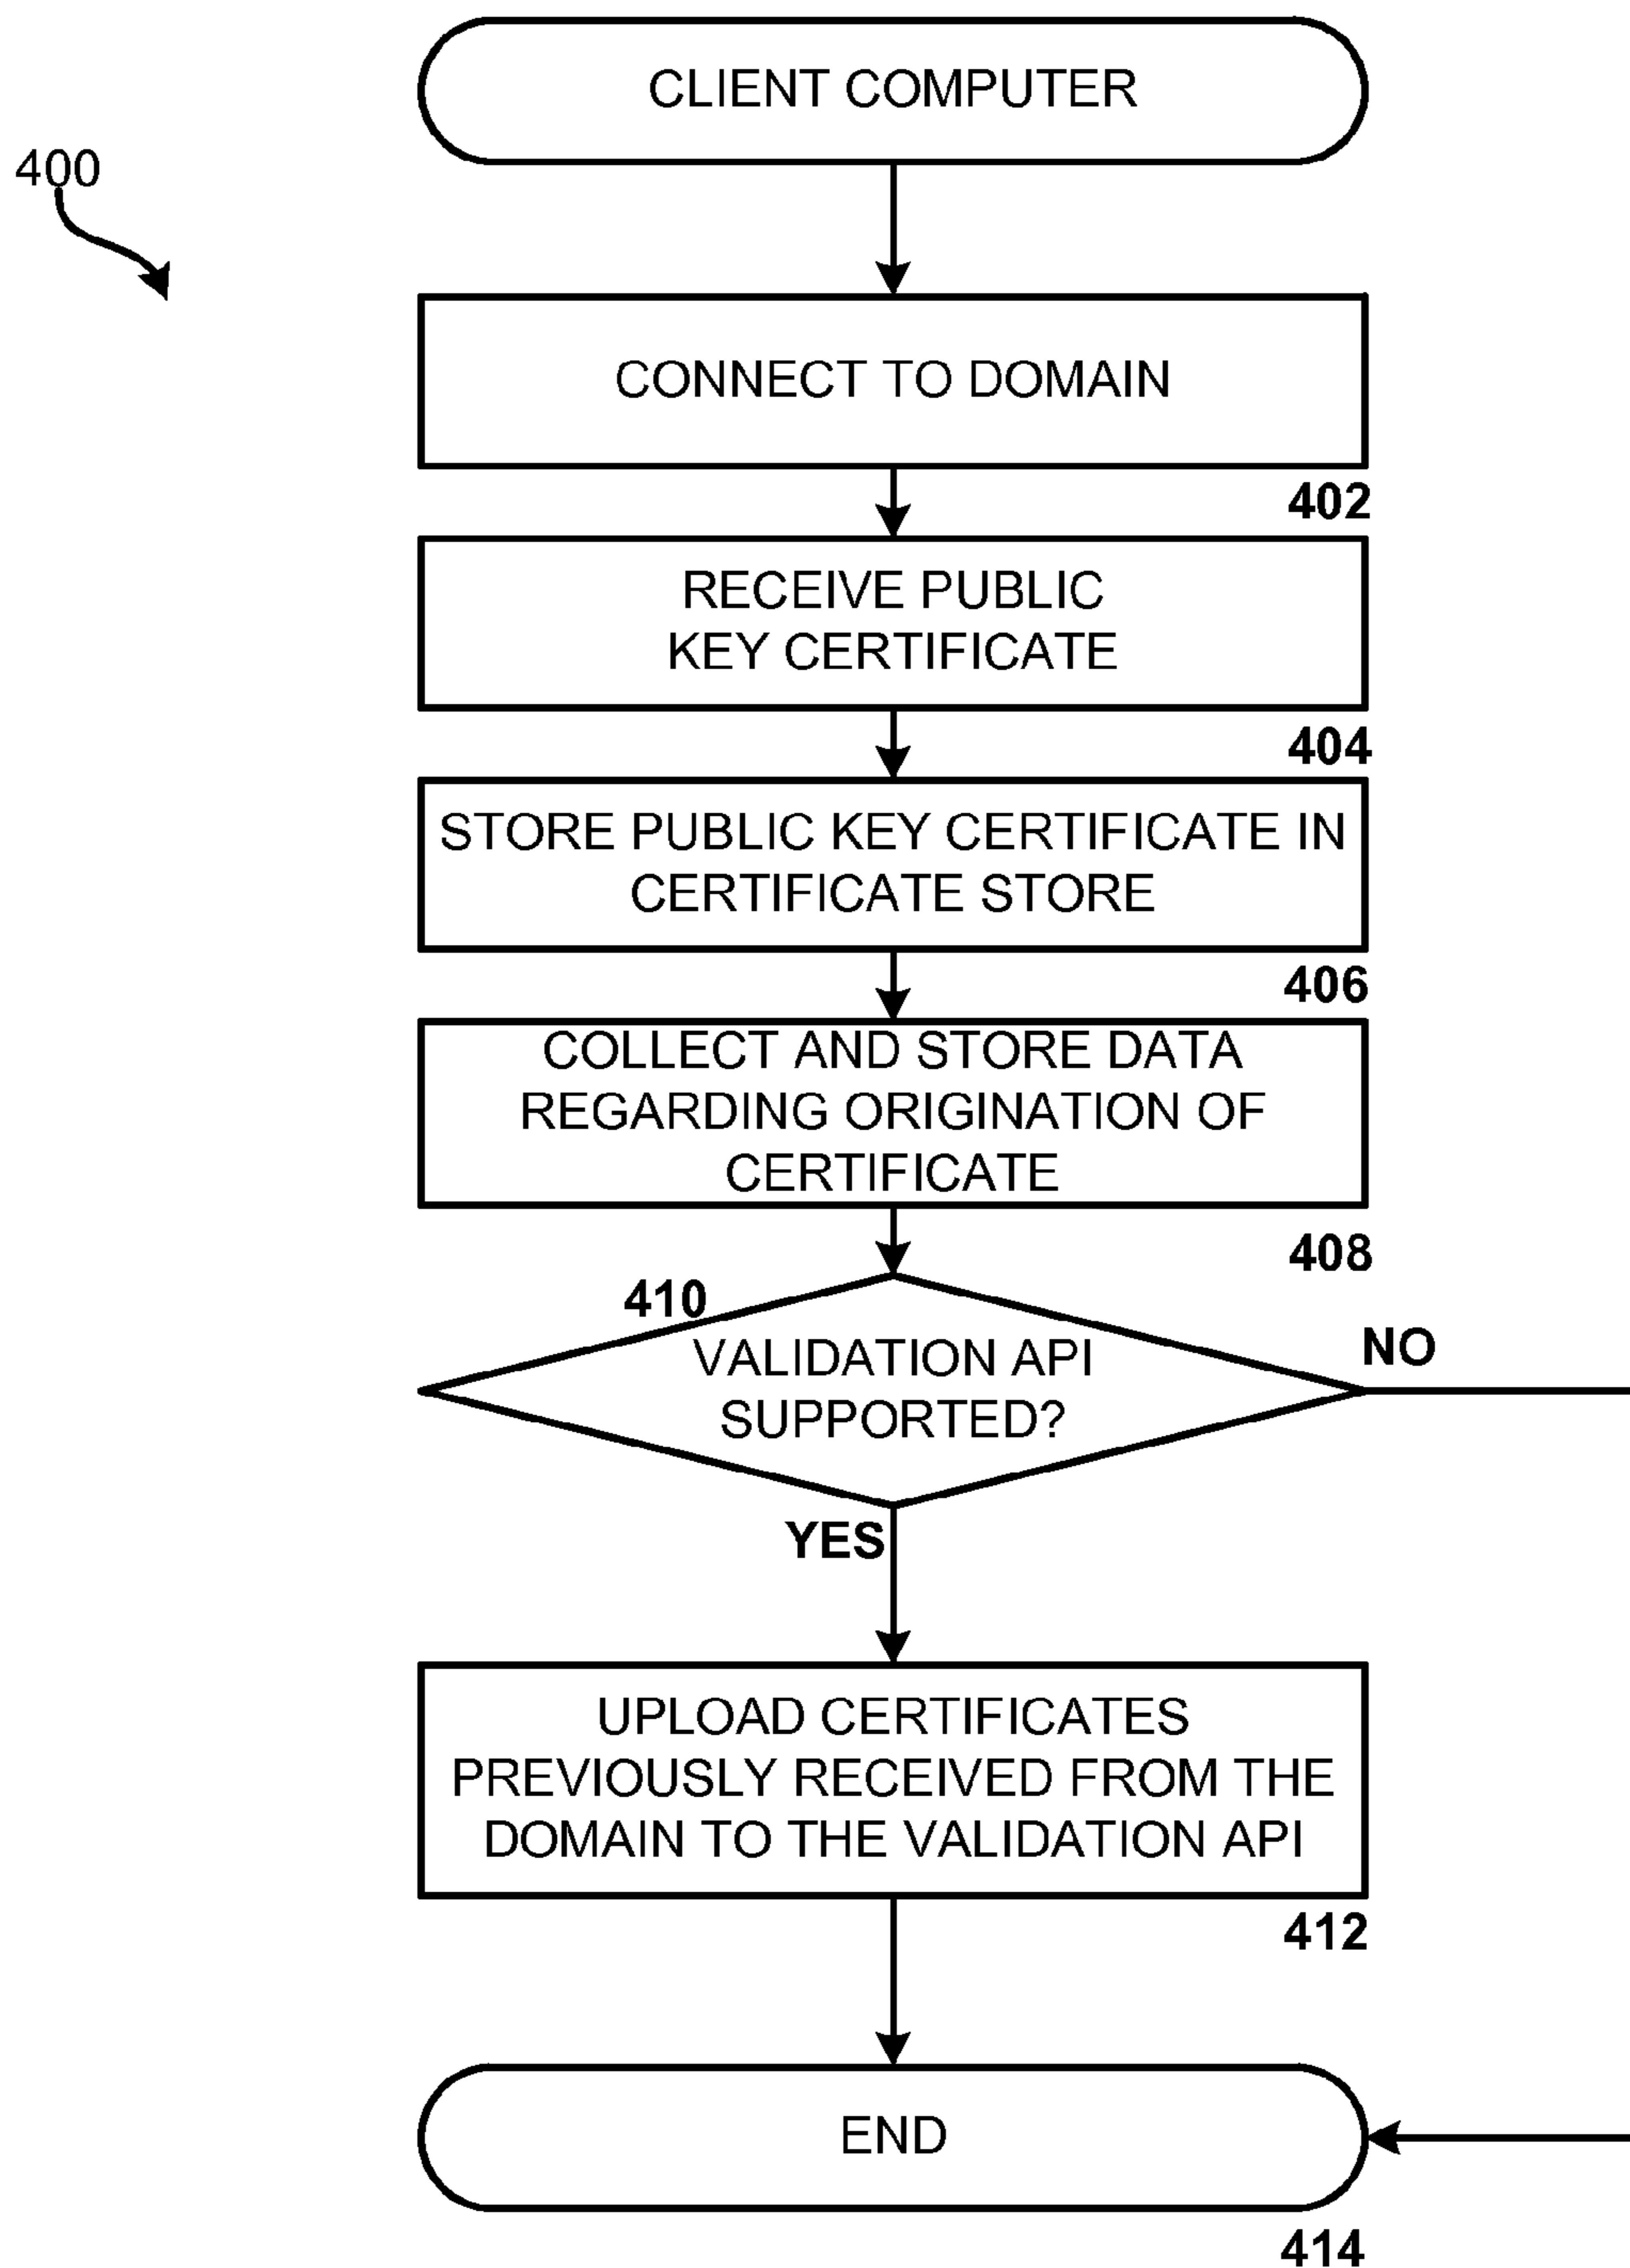 CLIENT COMPUTER
400
CONNECT TO DOMAIN
402
RECEIVE PUBLIC
KEY CERTIFICATE
404
STORE PUBLIC KEY CERTIFICATE IN
CERTIFICATE STORE
406
COLLECT AND STORE DATA
REGARDING ORIGINATION OF
CERTIFICATE
408
410
VALIDATION API
SUPPORTED?
NO
YES
UPLOAD CERTIFICATES
PREVIOUSLY RECEIVED FROM THE
DOMAIN TO THE VALIDATION API
412
END
414